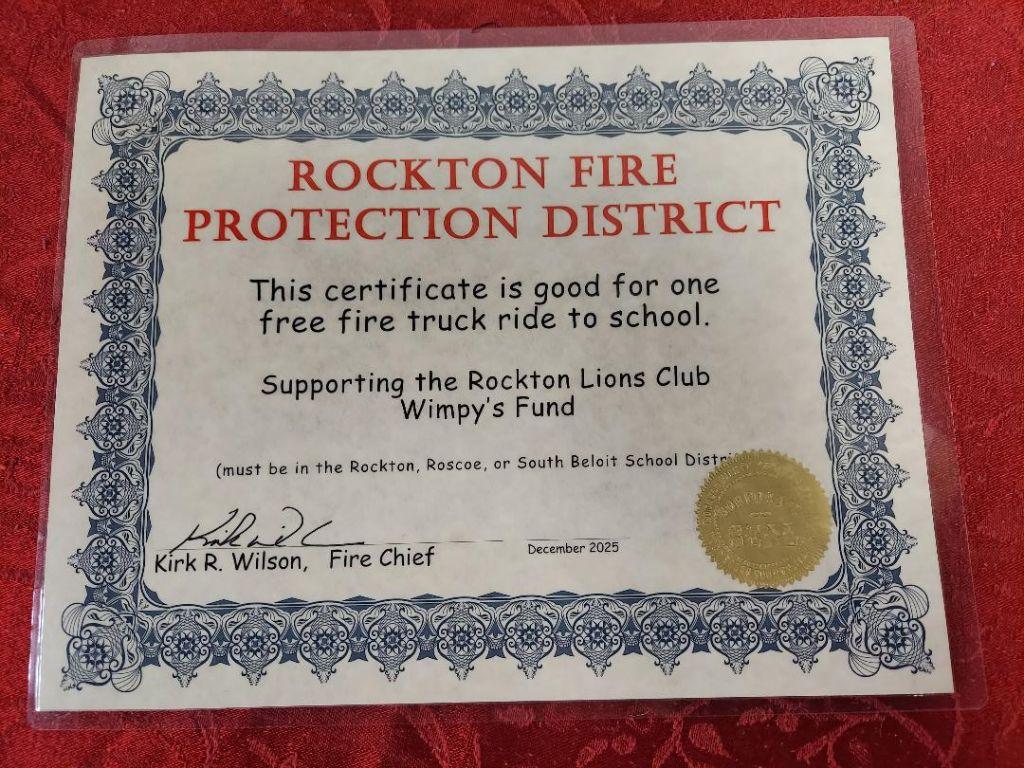 ROCKTON FIRE
PROTECTION DISTRICT
This certificate is good for one
free fire truck ride to school.
Supporting the Rockton Lions Club
Wimpy's Fund
(must be in the Rockton, Roscoe, or South Beloit School
Kirk R. Wilson, Fire Chief
December 2025